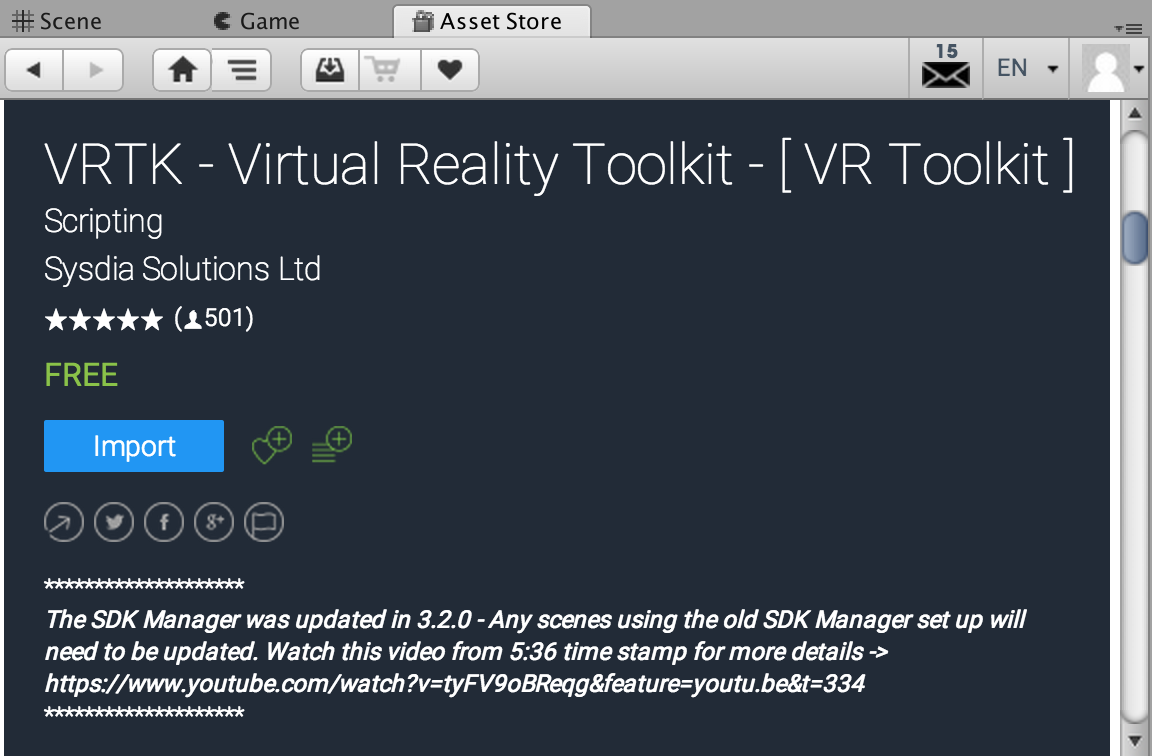 Scene Game Asset Store
15
EN
VRTK - Virtual Reality Toolkit - [ VR Toolkit ]
Scripting
Sysdia Solutions Ltd
★★★★★ (501)
FREE
Import
********************
The SDK Manager was updated in 3.2.0 - Any scenes using the old SDK Manager set up will
need to be updated. Watch this video from 5:36 time stamp for more details ->
https://www.youtube.com/watch?v=tyFV9oBReqg&feature=youtu.be&t=334
********************